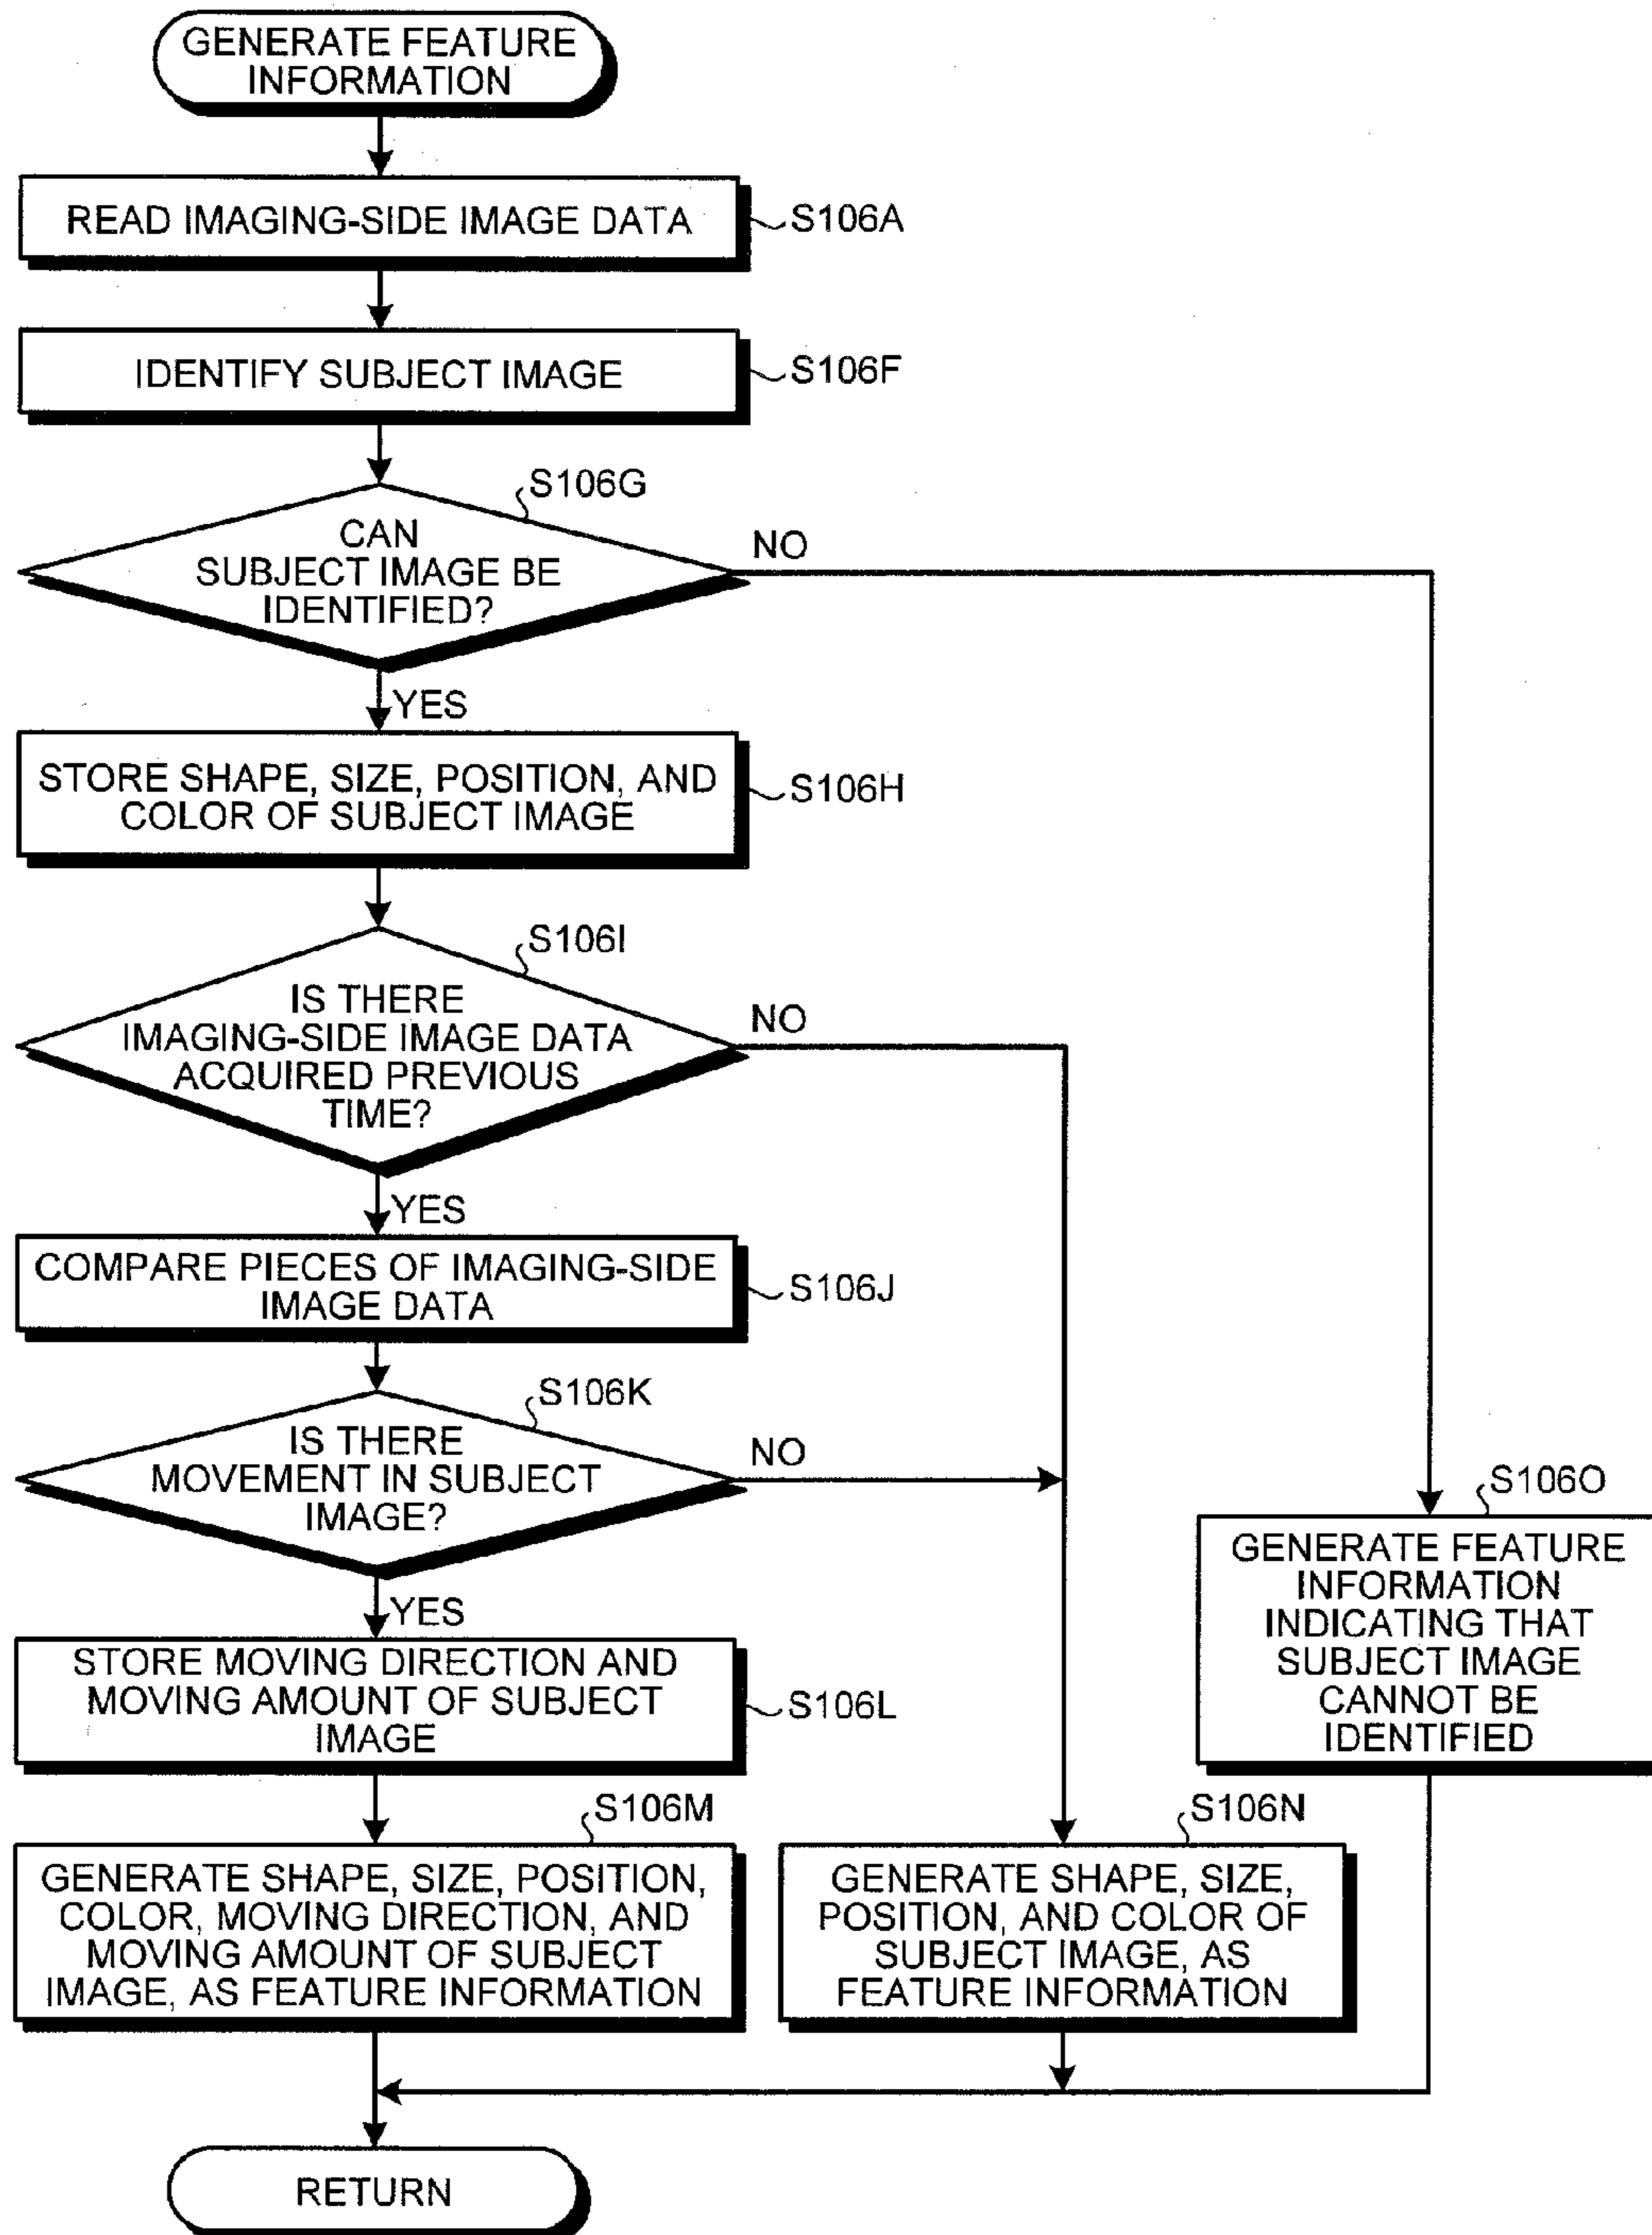 GENERATE FEATURE
INFORMATION
READ IMAGING-SIDE IMAGE DATA
S106A
IDENTIFY SUBJECT IMAGE
S106F
S106G
CAN
SUBJECT IMAGE BE
IDENTIFIED?
NO
YES
STORE SHAPE, SIZE, POSITION, AND
COLOR OF SUBJECT IMAGE
S106H
S106I
IS THERE
IMAGING-SIDE IMAGE DATA
ACQUIRED PREVIOUS
TIME?
NO
YES
COMPARE PIECES OF IMAGING-SIDE
IMAGE DATA
S106J
S106K
IS THERE
MOVEMENT IN SUBJECT
IMAGE?
NO
YES
S106O
GENERATE FEATURE
INFORMATION
INDICATING THAT
SUBJECT IMAGE
CANNOT BE
IDENTIFIED
STORE MOVING DIRECTION AND
MOVING AMOUNT OF SUBJECT
IMAGE
S106L
S106M
GENERATE SHAPE, SIZE, POSITION,
COLOR, MOVING DIRECTION, AND
MOVING AMOUNT OF SUBJECT
IMAGE, AS FEATURE INFORMATION
S106N
GENERATE SHAPE, SIZE,
POSITION, AND COLOR OF
SUBJECT IMAGE, AS
FEATURE INFORMATION
RETURN